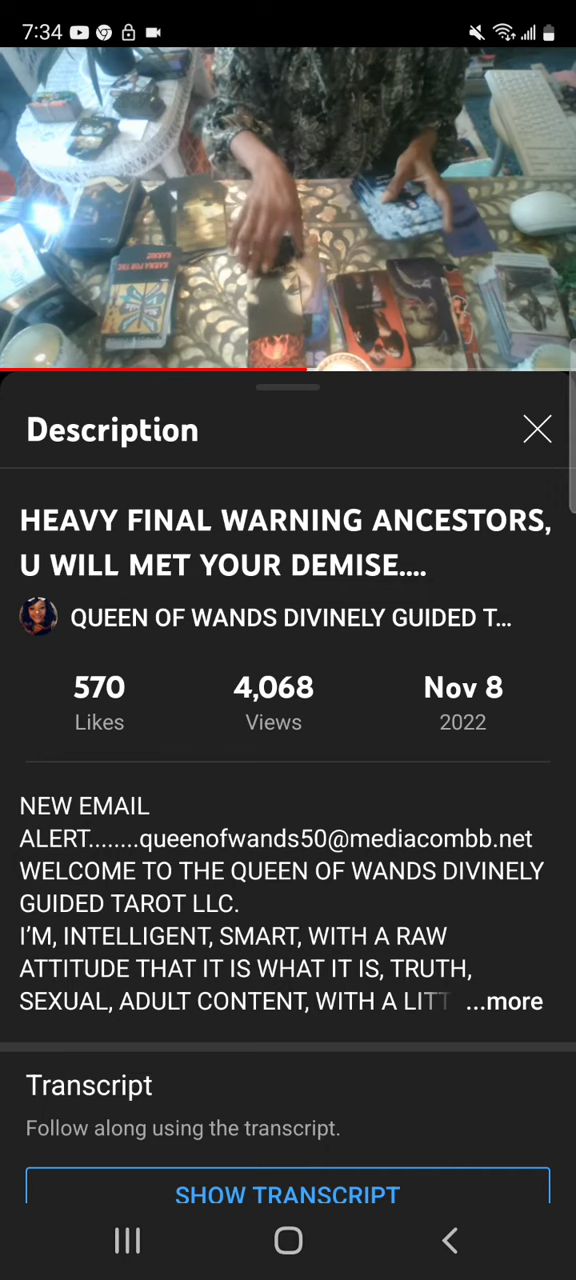 7:34
Description
HEAVY FINAL WARNING ANCESTORS,
U WILL MET YOUR DEMISE....
QUEEN OF WANDS DIVINELY GUIDED T...
570
Likes
4,068
Views
Nov 8
2022
NEW EMAIL
ALERT........queenofwands50@mediacombb.net
WELCOME TO THE QUEEN OF WANDS DIVINELY
GUIDED TAROT LLC.
I'M, INTELLIGENT, SMART, WITH A RAW
ATTITUDE THAT IT IS WHAT IT IS, TRUTH,
SEXUAL, ADULT CONTENT, WITH A LITT ...more
Transcript
Follow along using the transcript.
SHOW TRANSCRIPT